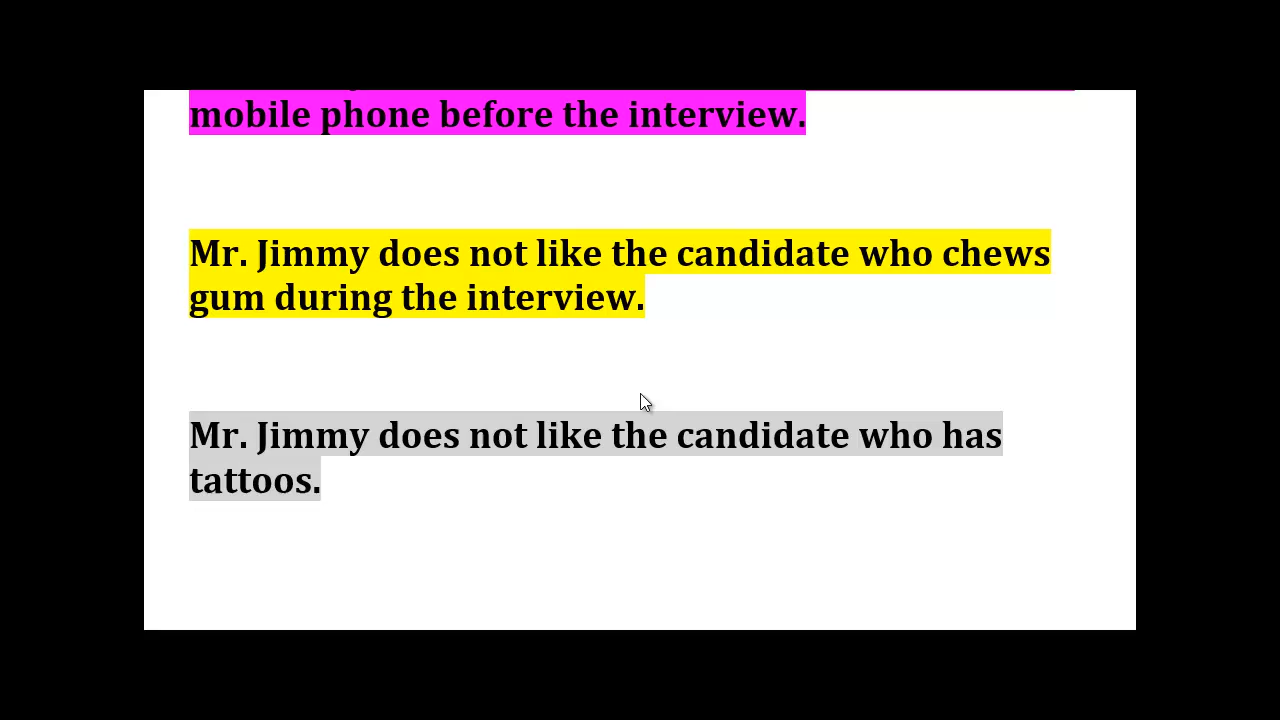 mobile phone before the interview.
Mr. Jimmy does not like the candidate who chews
gum during the interview.
Mr. Jimmy does not like the candidate who has
tattoos.